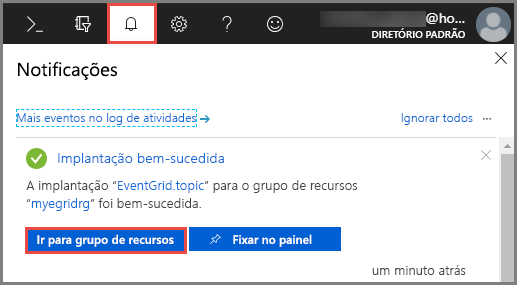 @ho...
DIRETÓRIO PADRÃO
Notificações
Mais eventos no log de atividades
Ignorar todos ...
Implantação bem-sucedida
A implantação “EventGrid.topic” para o grupo de recursos
“myegridrg” foi bem-sucedida.
Ir para grupo de recursos
Fixar no painel
um minuto atrás